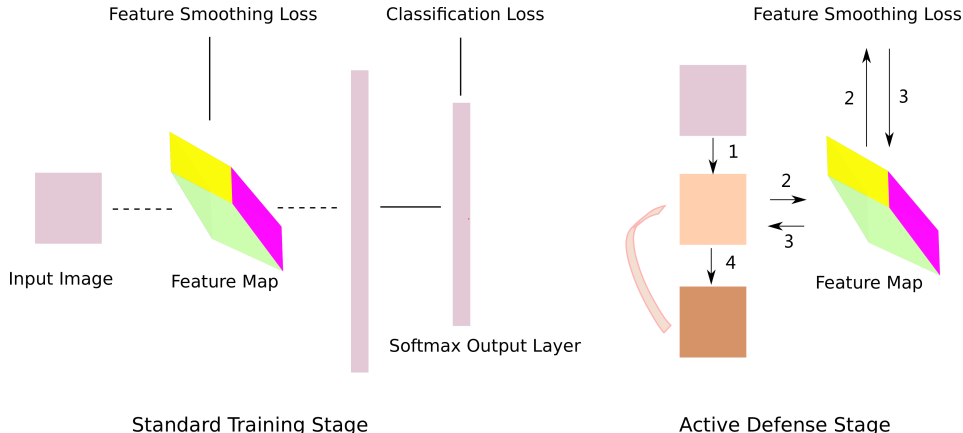 Feature Smoothing Loss
Classification Loss
Input Image
Feature Map
Softmax Output Layer
Standard Training Stage
Feature Smoothing Loss
2
3
1
2
3
4
Feature Map
Active Defense Stage